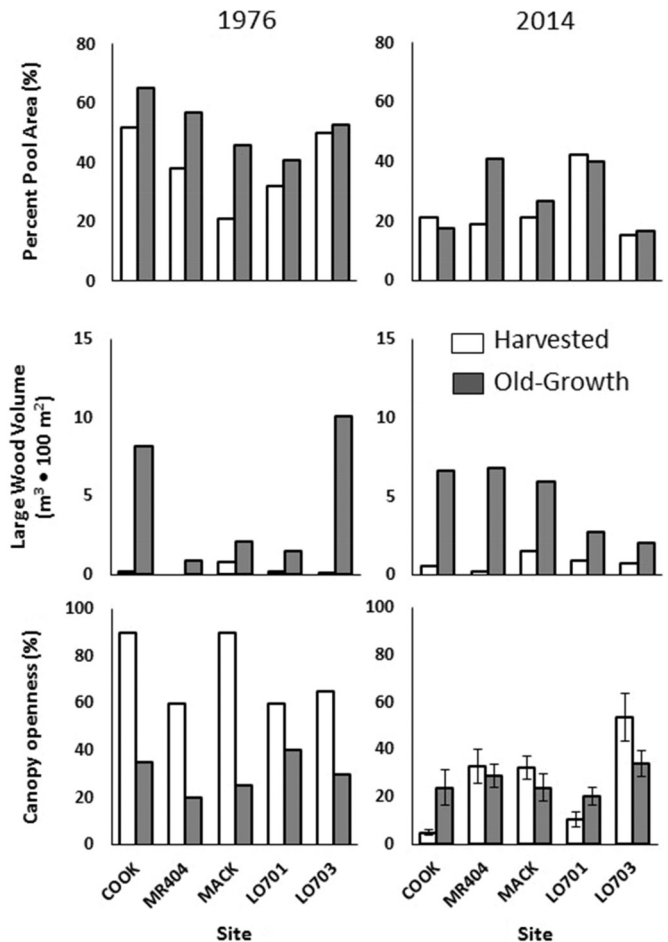 1976
2014
Percent Pool Area (%)
80
60
40
20
0
80
60
40
20
0
Large Wood Volume
(m³ • 100 m²)
15
10
5
0
15
10
5
0
Harvested
Old-Growth
Canopy openness (%)
100
80
60
40
20
0
100
80
60
40
20
0
COOK
MR404
MACK
LO701
LO703
COOK
MR404
MACK
LO701
LO703
Site
Site